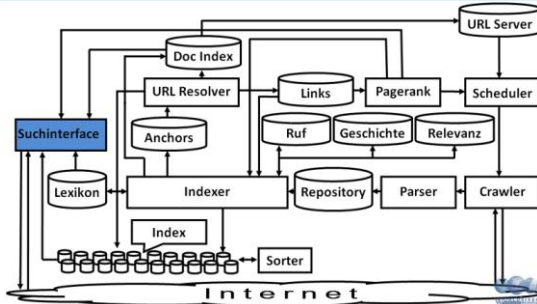 URL Server
Doc Index
URL Resolver
Links
Pagerank
Scheduler
Suchinterface
Anchors
Ruf
Geschichte
Relevanz
Lexikon
Indexer
Repository
Parser
Crawler
Index
Sorter
Internet